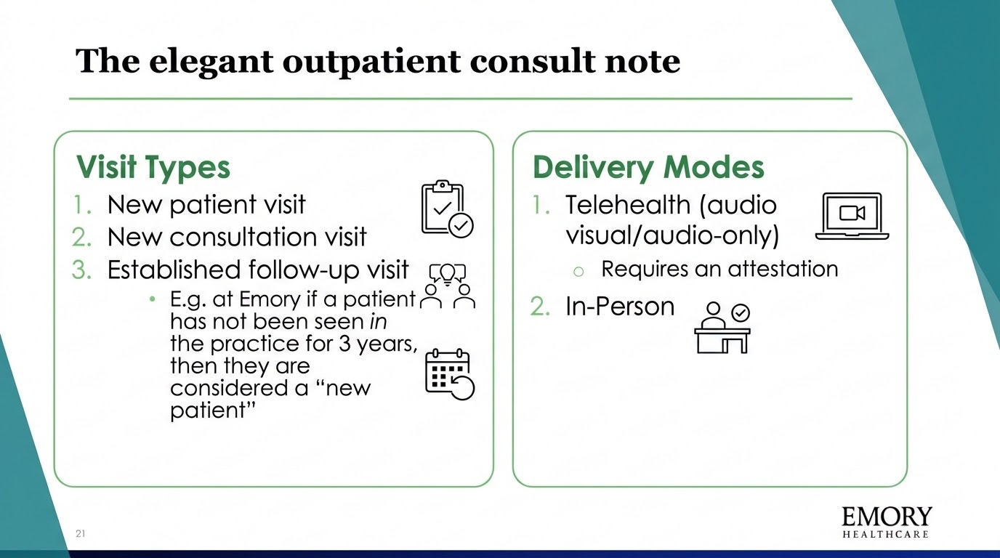 The elegant outpatient consult note
Visit Types
1. New patient visit
2. New consultation visit
3. Established follow-up visit
• E.g. at Emory if a patient
has not been seen in
the practice for 3 years,
then they are
considered a “new
patient”
Delivery Modes
1. Telehealth (audio
visual/audio-only)
○ Requires an attestation
2. In-Person
21
EMORY
HEALTHCARE